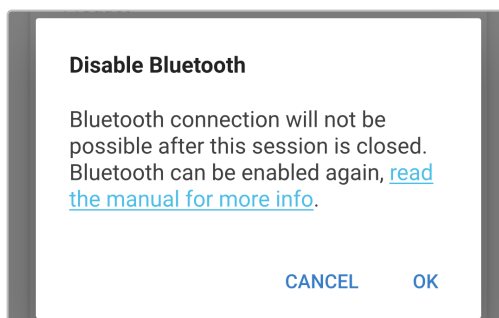 Disable Bluetooth
Bluetooth connection will not be
possible after this session is closed.
Bluetooth can be enabled again, read
the manual for more info.
CANCEL OK